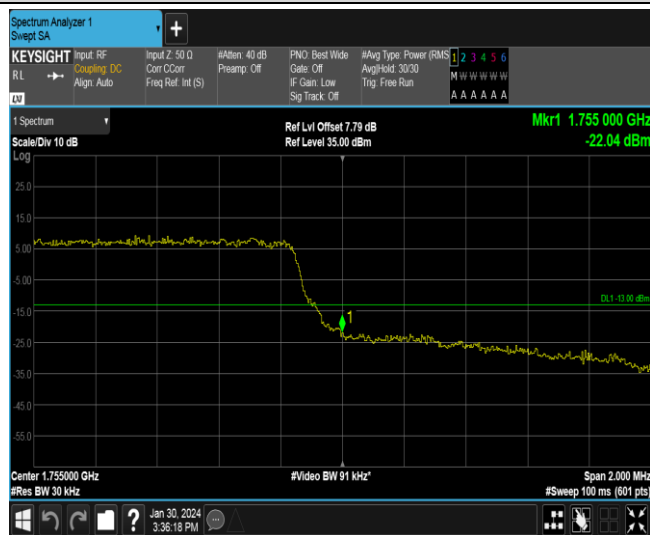 Spectrum Analyzer 1
Swept SA
+
KEYSIGHT
RL
LXI
Input: RF
Coupling: DC
Align: Auto
Input Z: 50 Ω
Corr CCorr
Freq Ref: Int (S)
#Atten: 40 dB
Preamp: Off
PNO: Best Wide
Gate: Off
IF Gain: Low
Sig Track: Off
#Avg Type: Power (RMS
Avg|Hold: 30/30
Trig: Free Run
1 2 3 4 5 6
M W W W W W
A A A A A A
1 Spectrum
Scale/Div 10 dB
Log
Ref Lvl Offset 7.79 dB
Ref Level 35.00 dBm
Mkr1 1.755 000 GHz
-22.04 dBm
25.0
15.0
5.00
-5.00
DL1 -13.00 dBm
-15.0
1
-25.0
-35.0
-45.0
-55.0
Center 1.755000 GHz
#Res BW 30 kHz
#Video BW 91 kHz*
Span 2.000 MHz
#Sweep 100 ms (601 pts)
?
Jan 30, 2024
3:36:18 PM